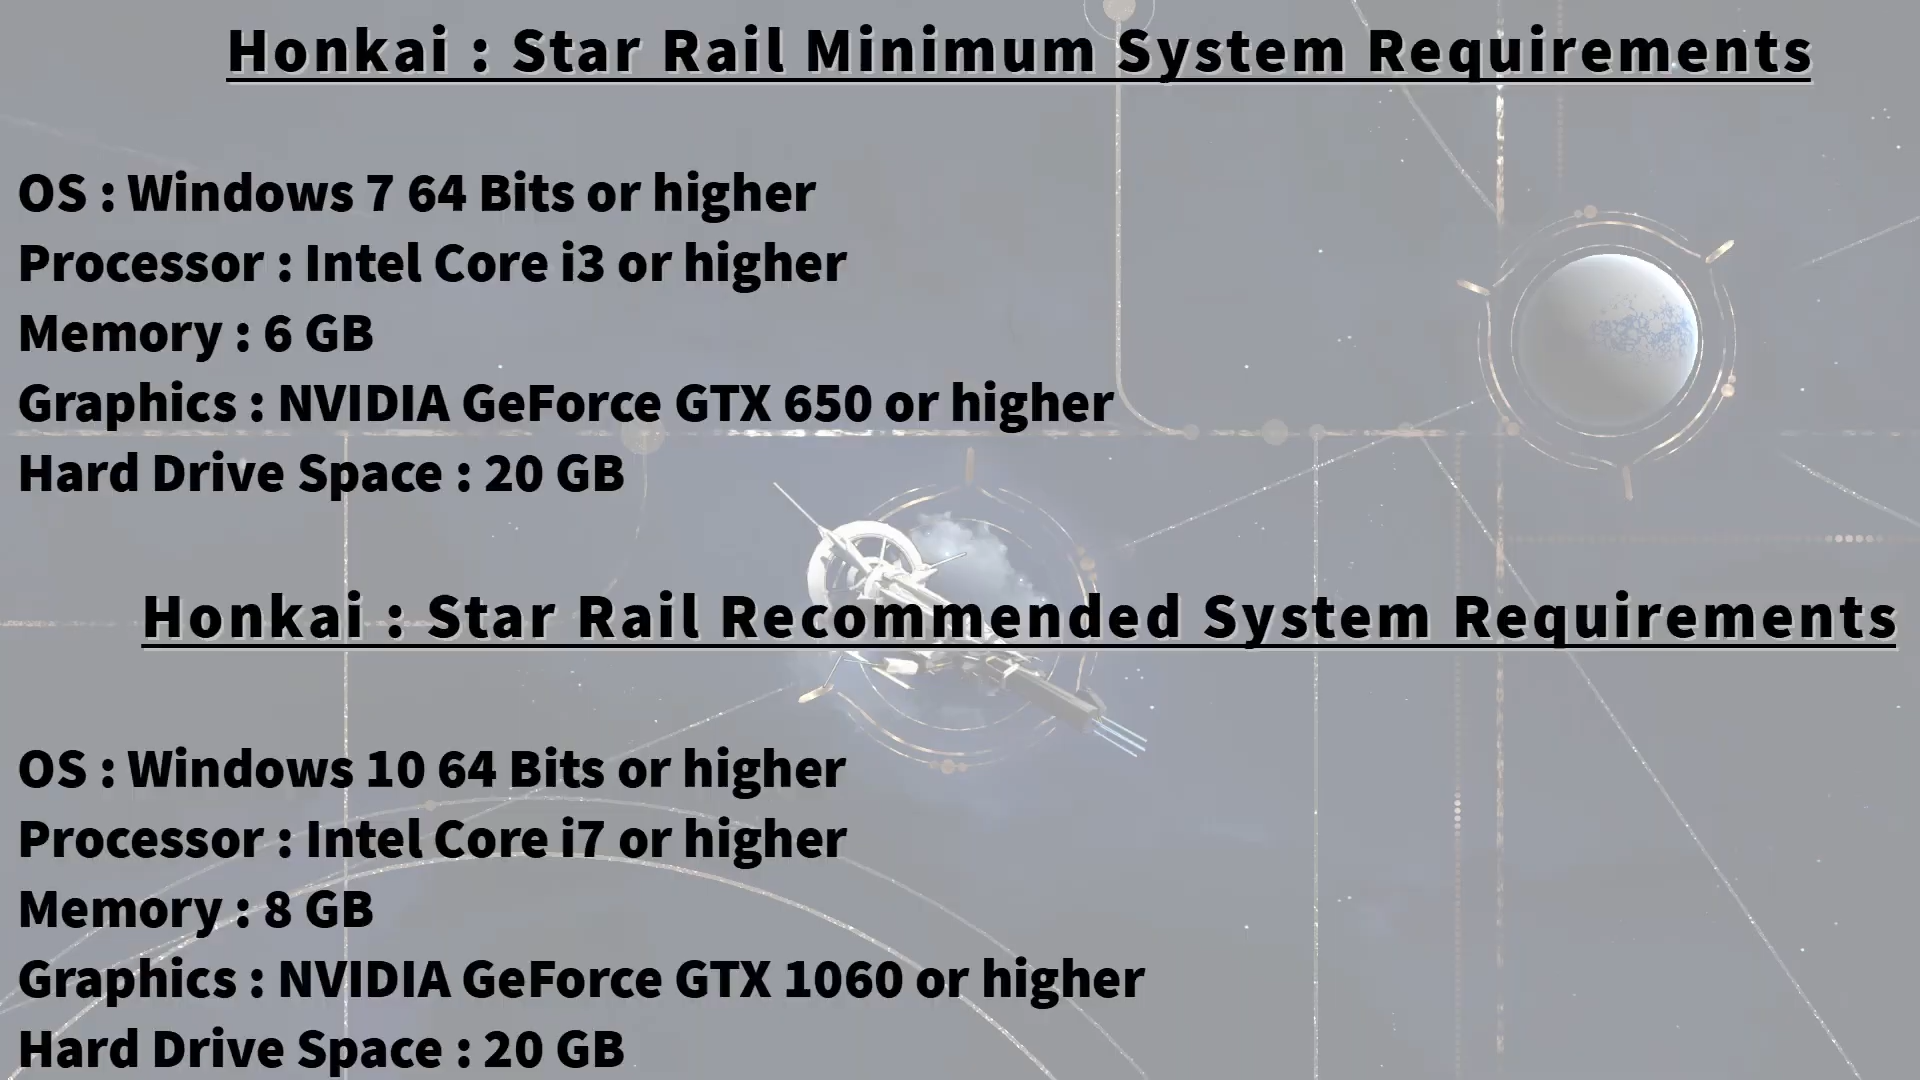 Honkai : Star Rail Minimum System Requirements
OS : Windows 7 64 Bits or higher
Processor : Intel Core i3 or higher
Memory : 6 GB
Graphics : NVIDIA GeForce GTX 650 or higher
Hard Drive Space : 20 GB
Honkai : Star Rail Recommended System Requirements
OS : Windows 10 64 Bits or higher
Processor : Intel Core i7 or higher
Memory : 8 GB
Graphics : NVIDIA GeForce GTX 1060 or higher
Hard Drive Space : 20 GB